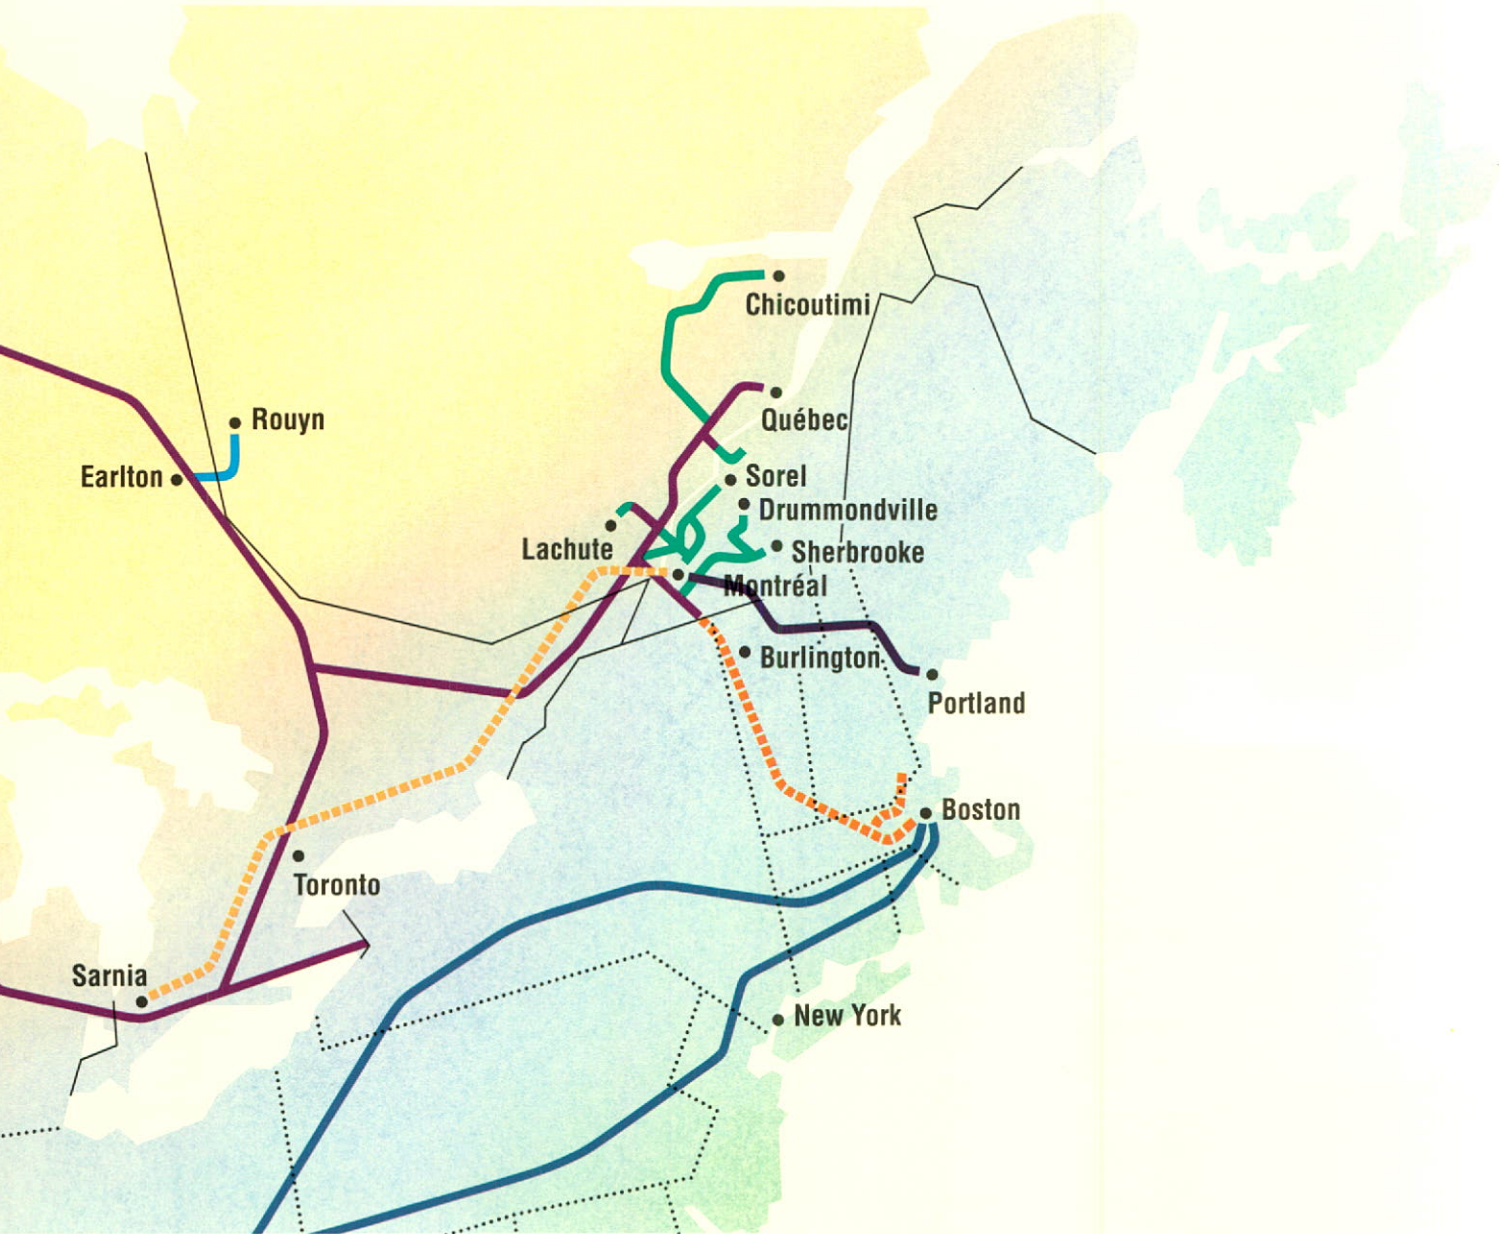 Chicoutimi
Québec
Rouyn
Earlton
Sorel
Drummondville
Lachute
Sherbrooke
Montréal
Burlington
Portland
Boston
Toronto
Sarnia
New York